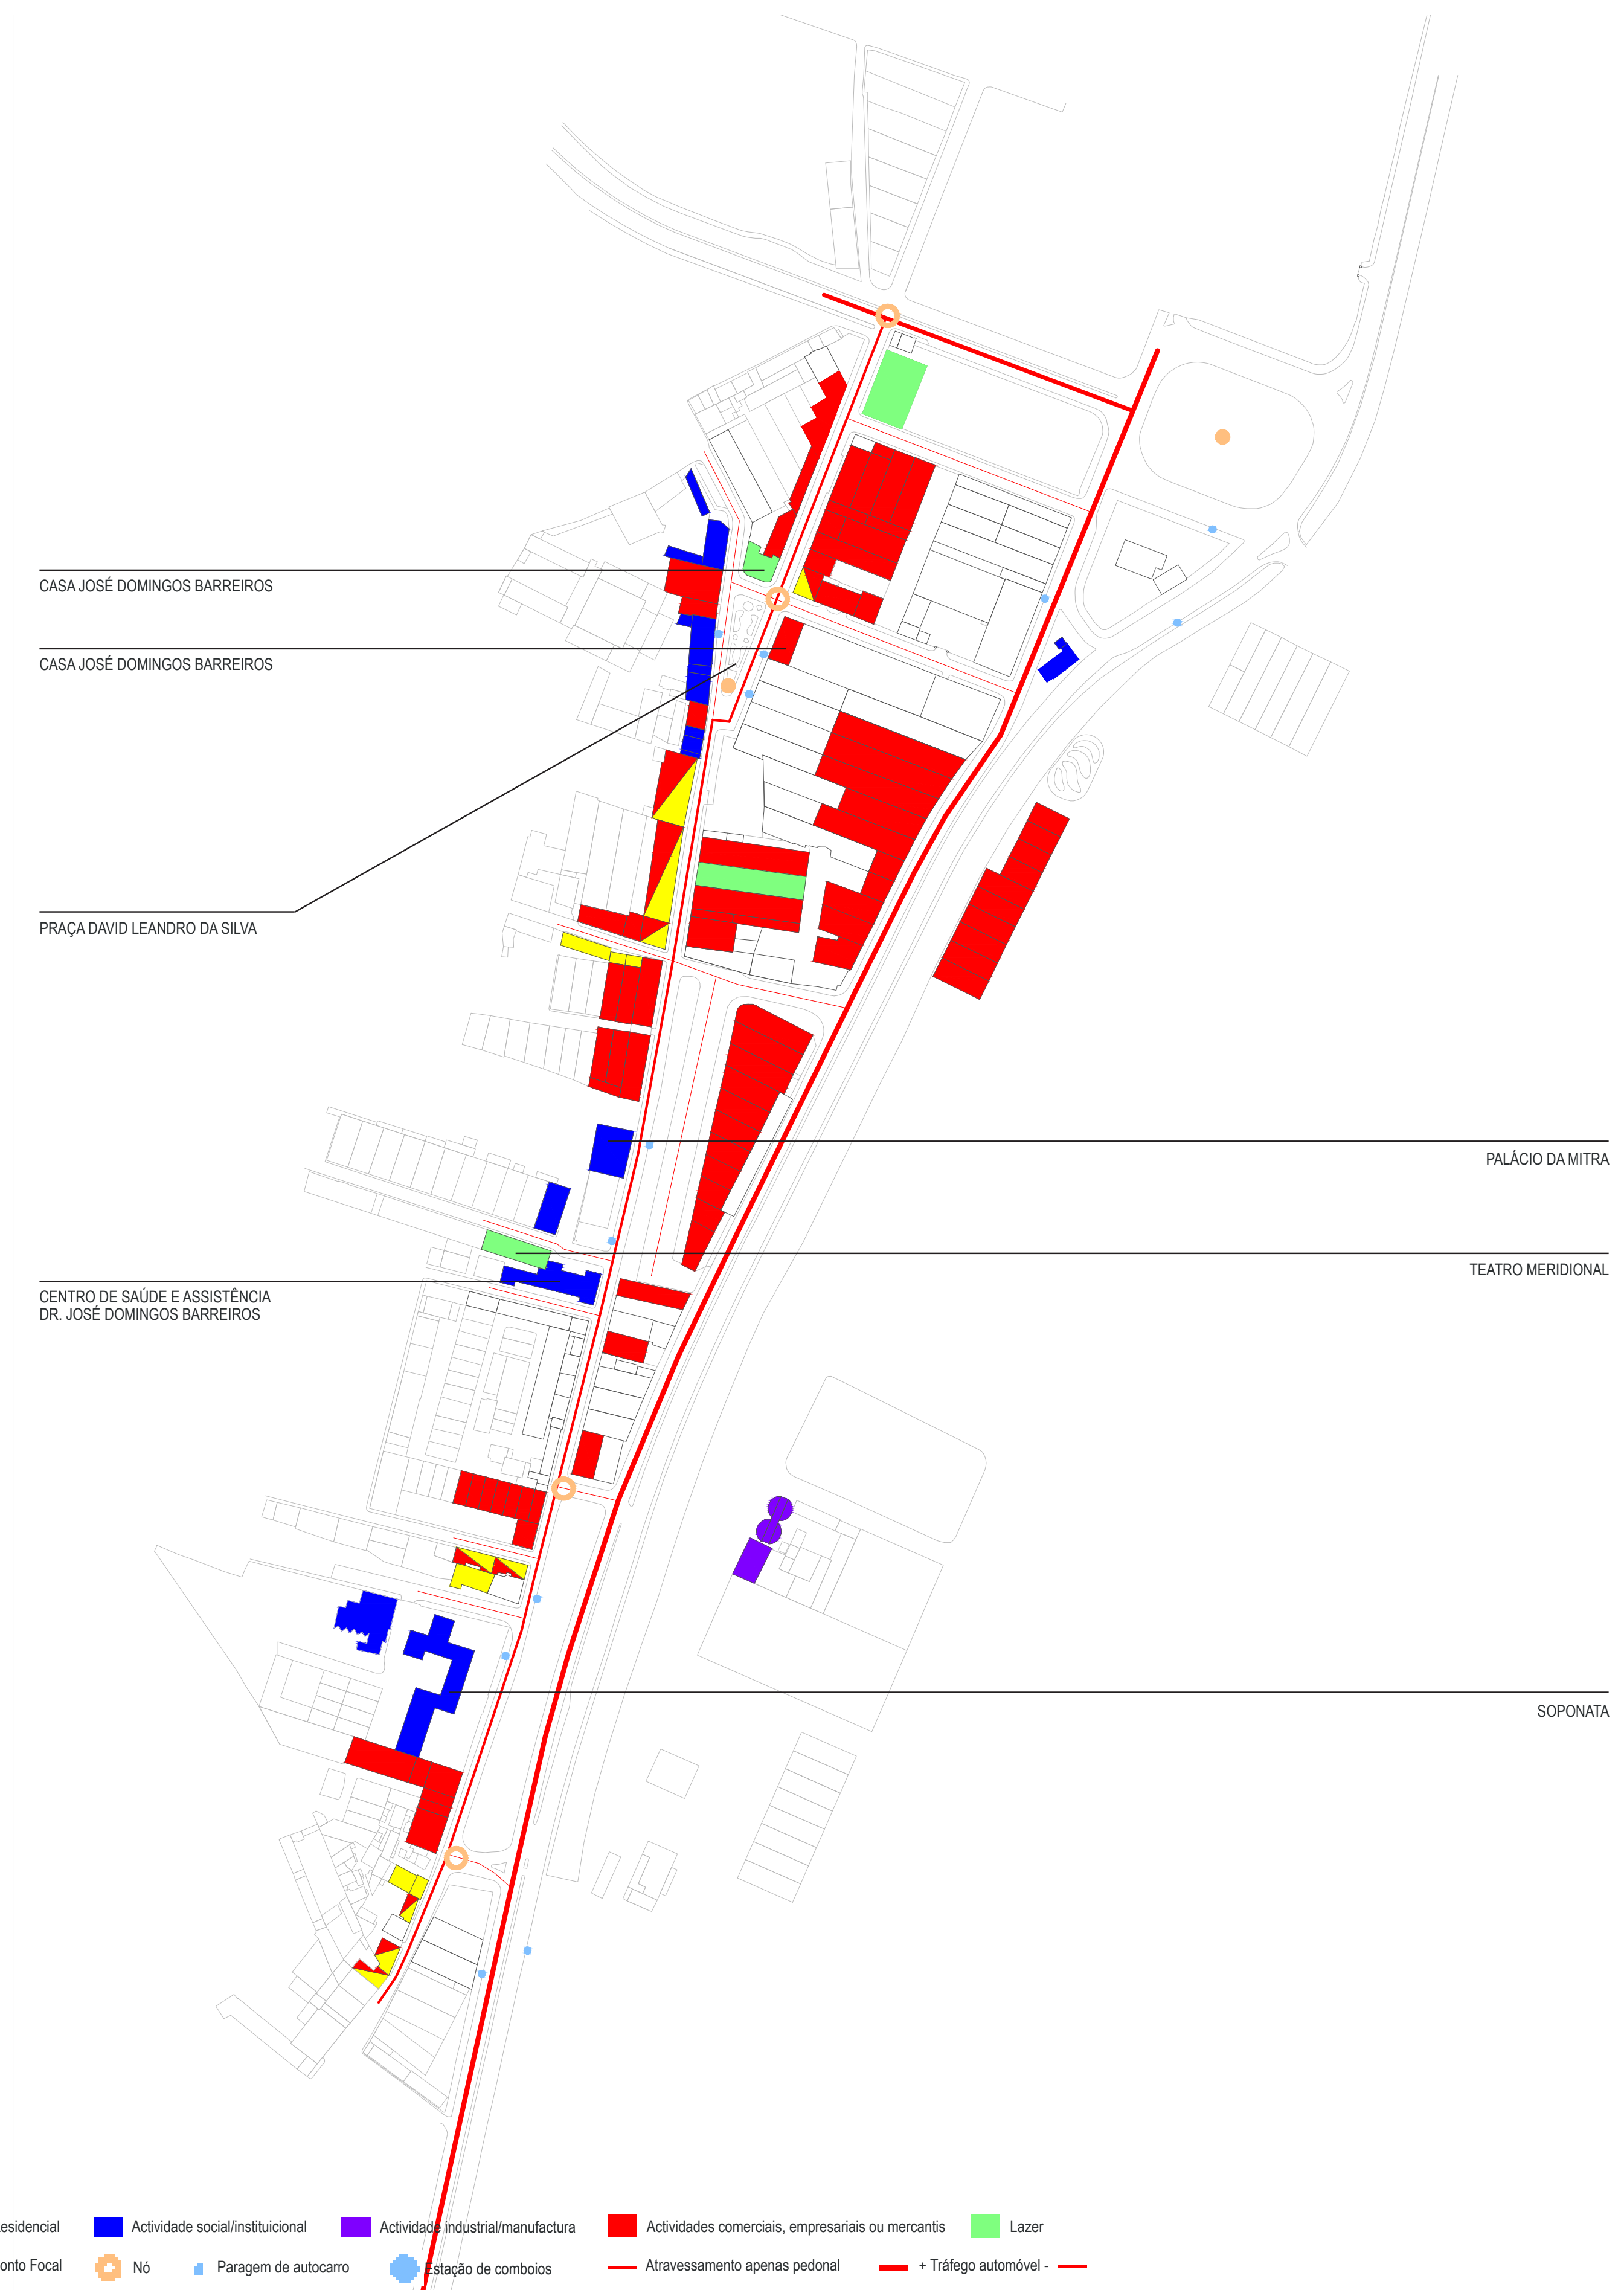 CASA JOSÉ DOMINGOS BARREIROS
CASA JOSÉ DOMINGOS BARREIROS
PRAÇA DAVID LEANDRO DA SILVA
PALÁCIO DA MITRA
TEATRO MERIDIONAL
CENTRO DE SAÚDE E ASSISTÊNCIA
DR. JOSÉ DOMINGOS BARREIROS
SOPONATA
esidencial Actividade social/instituicional Actividade industrial/manufactura Actividades comerciais, empresariais ou mercantis Lazer
onto Focal Nó Paragem de autocarro Estação de comboios Atravessamento apenas pedonal + Tráfego automóvel -